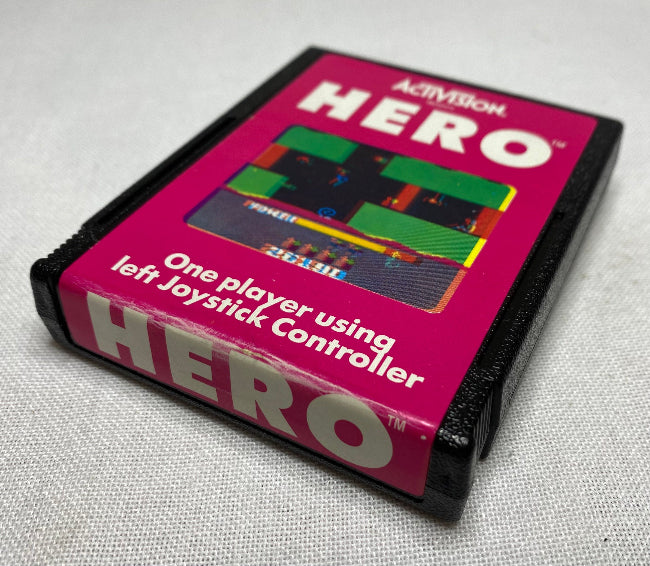 ACTIVISION®
HERO™
POWER
One player using
left Joystick Controller
HERO™